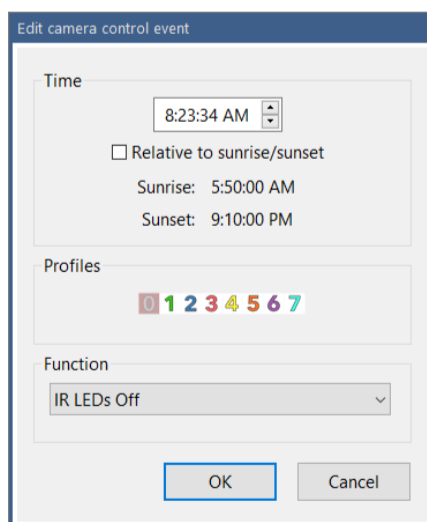 Edit camera control event
Time
8:23:34 AM
Relative to sunrise/sunset
Sunrise: 5:50:00 AM
Sunset: 9:10:00 PM
Profiles
0 1 2 3 4 5 6 7
Function
IR LEDs Off
OK Cancel